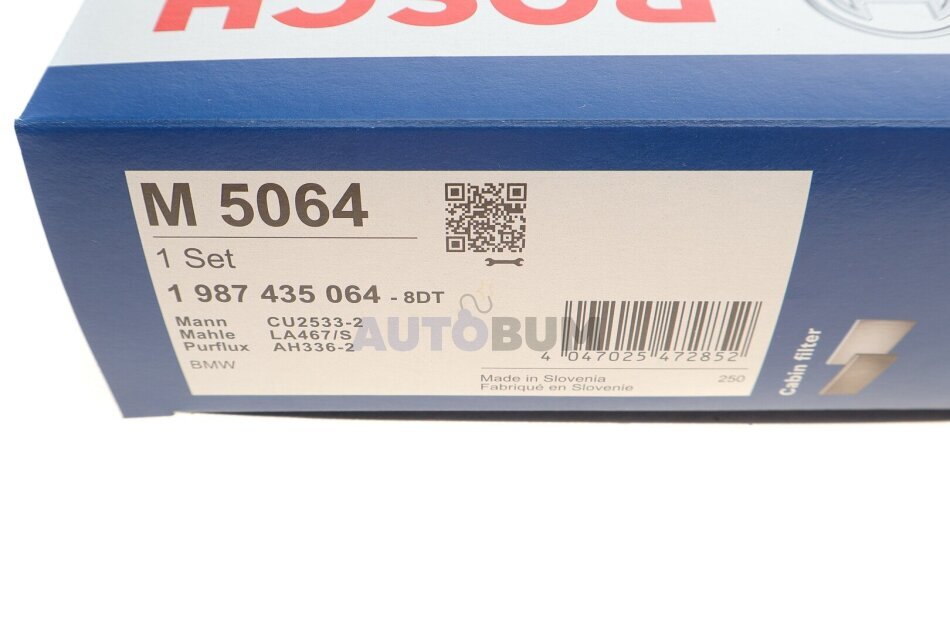 BOSCH
M 5064
1 Set
1 987 435 064 - 8DT
Mann CU2533-2
Mahle LA467/S
Purflux AH336-2
BMW
AUTOBUM
4 047025 472852
Made in Slovenia 250
Fabriqué en Slovenie
Cabin filter